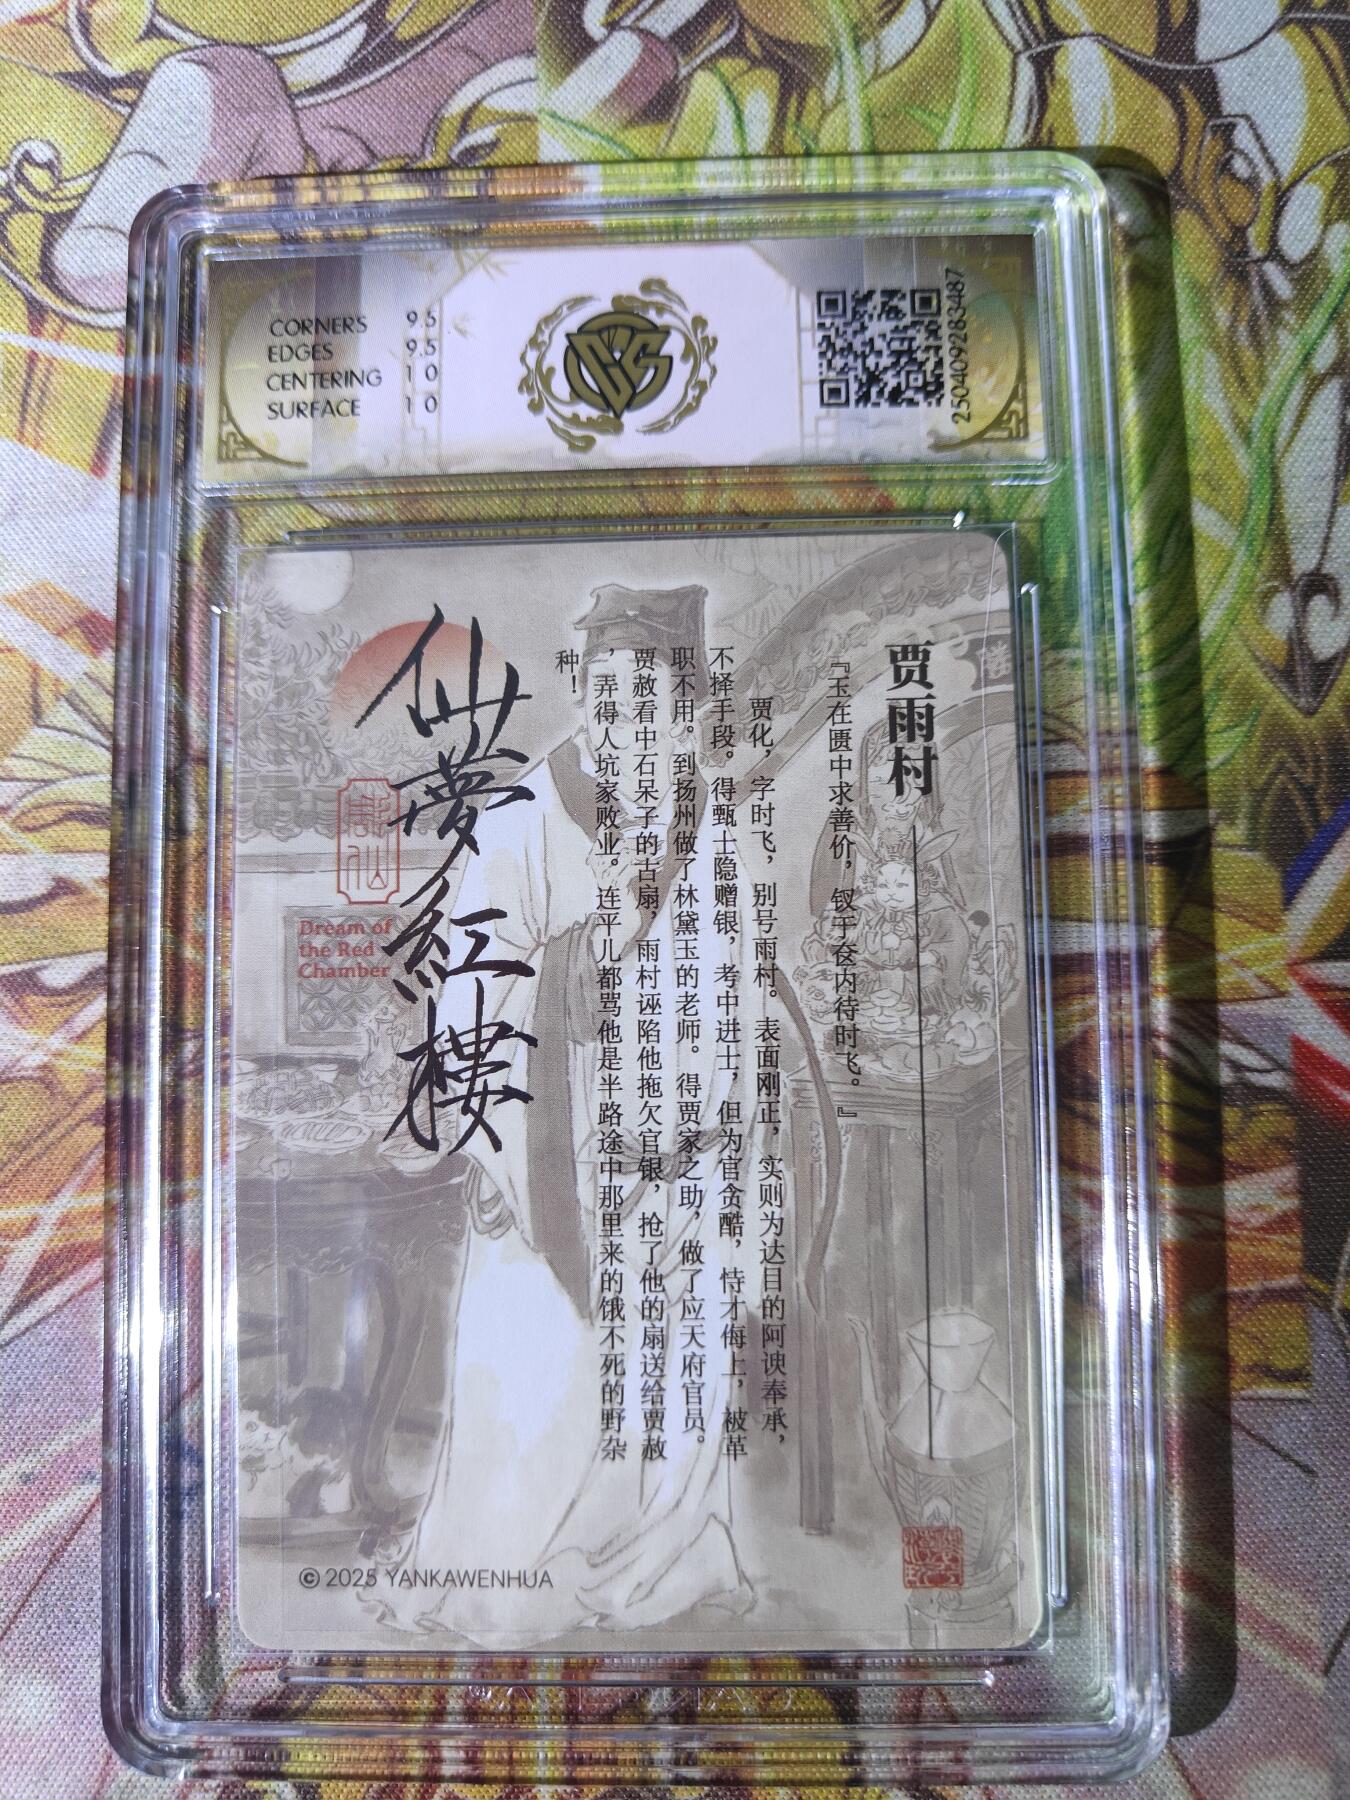 CORNERS 9.5
EDGES 9.5
CENTERING 10
SURFACE 10
CCS
250409283487
贾雨村
『玉在匮中求善价，钗于奁内待时飞。』
贾化，字时飞，别号雨村。表面刚正，实则为达目的阿谀奉承，
不择手段。得甄士隐赠银，考中进士，但为官贪酷，恃才侮上，被革
职不用。到扬州做了林黛玉的老师。得贾家之助，做了应天府官员。
贾赦看中石呆子的古扇，雨村诬陷他拖欠官银，抢了他的扇送给贾赦
，弄得人坑家败业。连平儿都骂他是半路途中那里来的饿不死的野杂
种！
仙夢紅樓
Dream of
the Red
Chamber
© 2025 YANKAWENHUA